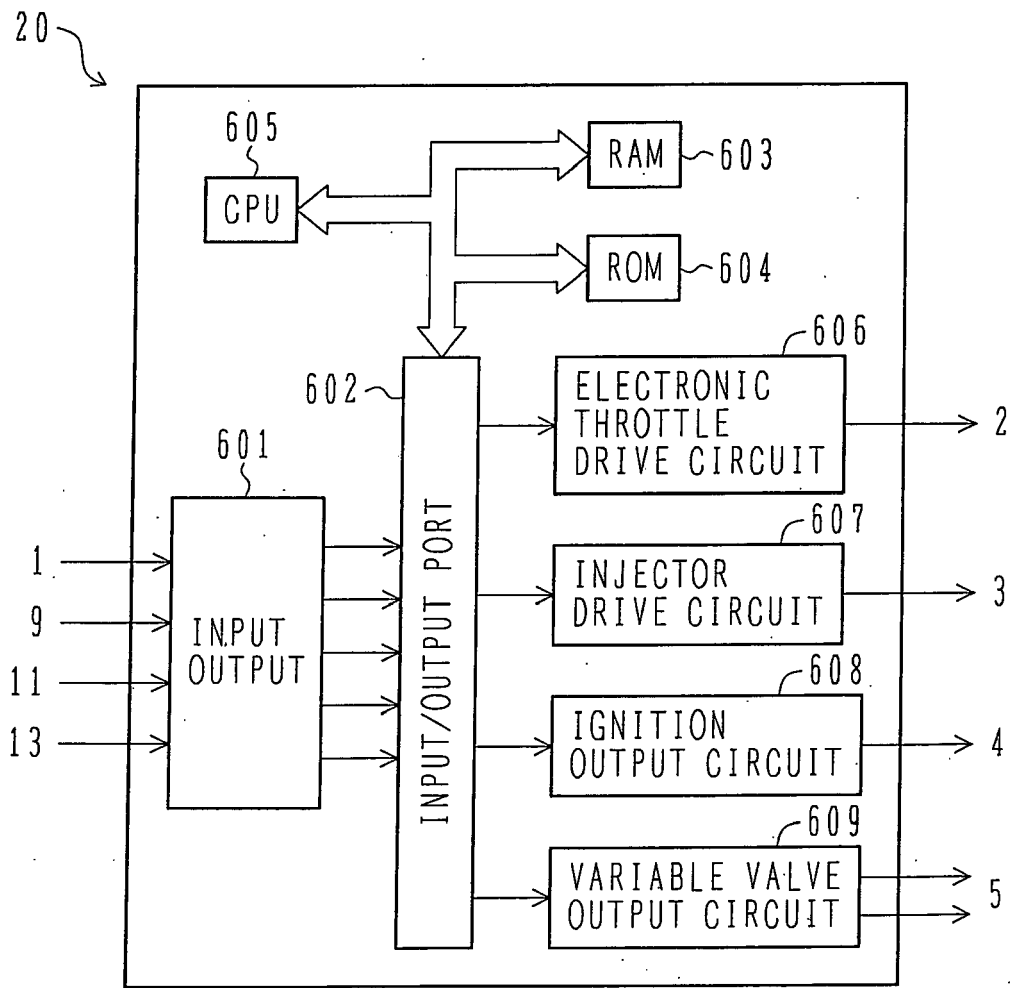 20
605
CPU
RAM
603
ROM
604
602
INPUT/OUTPUT PORT
606
ELECTRONIC
THROTTLE
DRIVE CIRCUIT
2
601
INPUT
OUTPUT
1
9
11
13
607
INJECTOR
DRIVE CIRCUIT
3
608
IGNITION
OUTPUT CIRCUIT
4
609
VARIABLE VALVE
OUTPUT CIRCUIT
5